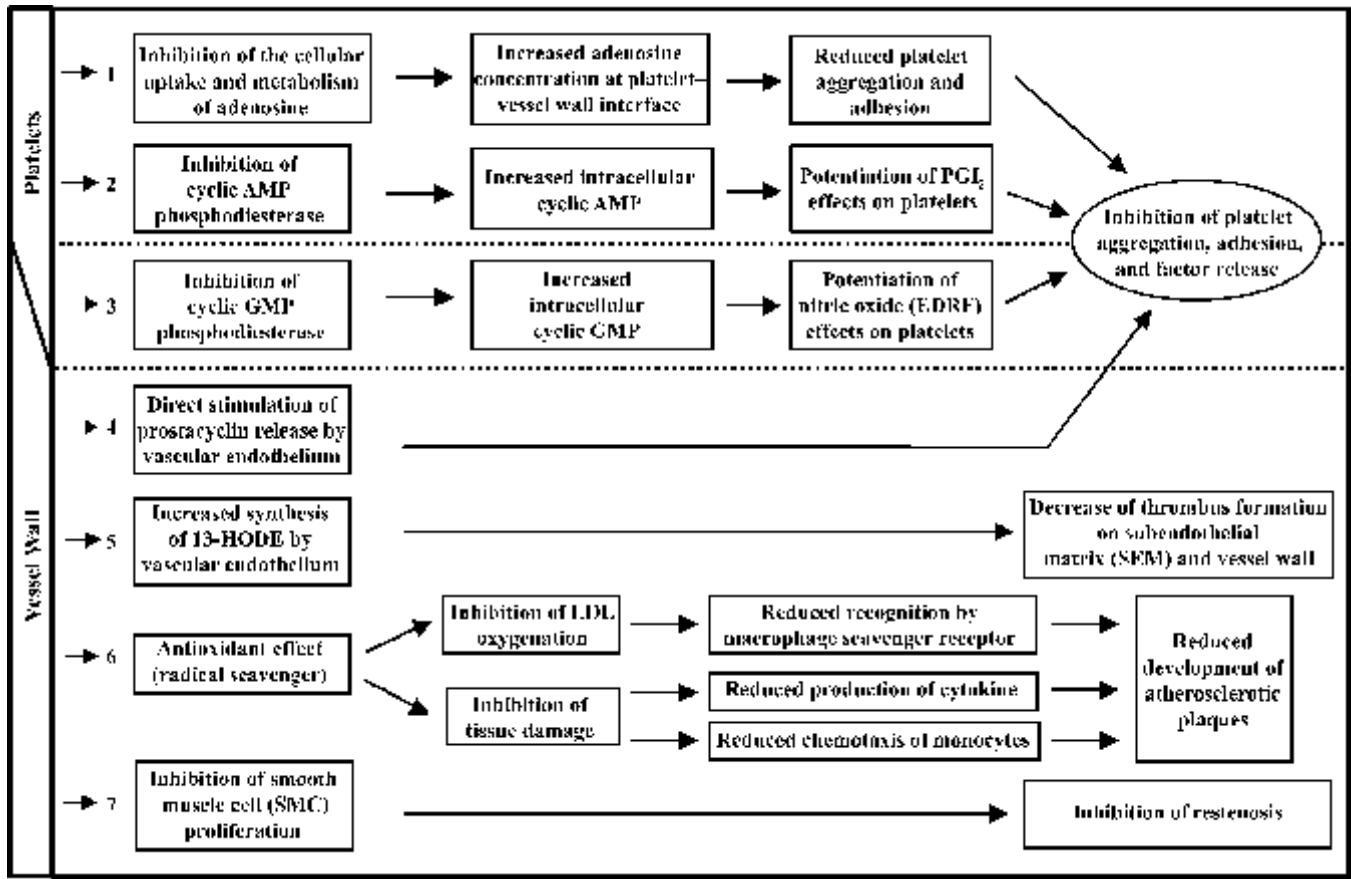 Platelets
Vessel Wall
1
Inhibition of the cellular
uptake and metabolism
of adenosine
Increased adenosine
concentration at platelet–
vessel wall interface
Reduced platelet
aggregation and
adhesion
2
Inhibition of
cyclic AMP
phosphodiesterase
Increased intracellular
cyclic AMP
Potentiation of PGI₂
effects on platelets
Inhibition of platelet
aggregation, adhesion,
and factor release
3
Inhibition of
cyclic GMP
phosphodiesterase
Increased
intracellular
cyclic GMP
Potentiation of
nitric oxide (EDRF)
effects on platelets
4
Direct stimulation of
prostacyclin release by
vascular endothelium
5
Increased synthesis
of 13-HODE by
vascular endothelium
Decrease of thrombus formation
on subendothelial
matrix (SEM) and vessel wall
6
Antioxidant effect
(radical scavenger)
Inhibition of LDL
oxygenation
Reduced recognition by
macrophage scavenger receptor
Inhibition of
tissue damage
Reduced production of cytokine
Reduced chemotaxis of monocytes
Reduced
development of
atherosclerotic
plaques
7
Inhibition of smooth
muscle cell (SMC)
proliferation
Inhibition of restenosis